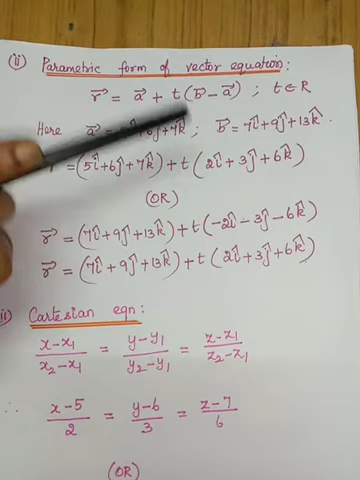 (ii) Parametric form of vector equation:
r⃗ = a⃗ + t(b⃗ - a⃗) ; t ∈ R
Here a⃗ = +6ĵ+7k̂ ; b⃗ = 7î+9ĵ+13k̂
= (5î+6ĵ+7k̂) + t(2î+3ĵ+6k̂)
(OR)
r⃗ = (7î+9ĵ+13k̂) + t(-2î-3ĵ-6k̂)
r⃗ = (7î+9ĵ+13k̂) + t(2î+3ĵ+6k̂)
ii) Cartesian eqn:
(x-x₁)/(x₂-x₁) = (y-y₁)/(y₂-y₁) = (z-z₁)/(z₂-z₁)
∴ (x-5)/2 = (y-6)/3 = (z-7)/6
(OR)